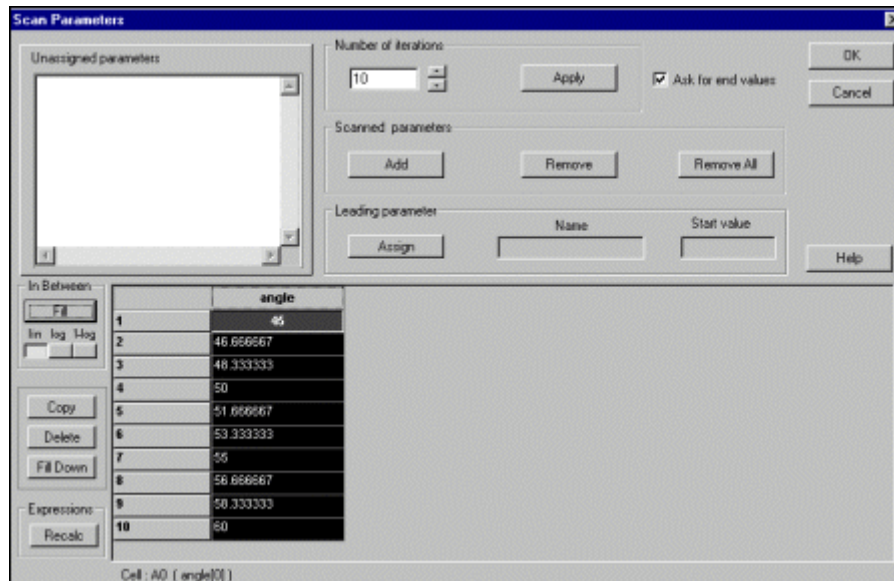 Scan Parameters
Unassigned parameters
Number of iterations
10
Apply
Ask for end values
OK
Cancel
Scanned parameters
Add
Remove
Remove All
Leading parameter
Name
Start value
Assign
Help
In Between
Fill
lin log 1-log
angle
1 45
2 46.666667
3 48.333333
4 50
5 51.666667
6 53.333333
7 55
8 56.666667
9 58.333333
10 60
Copy
Delete
Fill Down
Expressions
Recalc
Cell : A0 ( angle[0] )